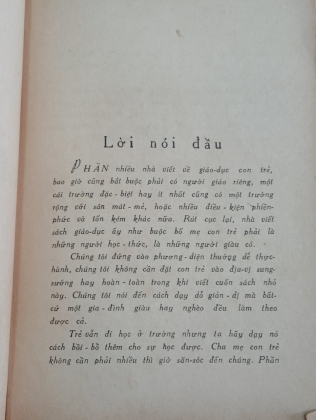 Lời nói đầu
PHẦN nhiều nhà viết về giáo-dục con trẻ,
bao giờ cũng bắt buộc phải có người giáo riêng, một
cái trường đặc-biệt hay ít nhất cũng có một trường
rộng với sân mát-mẻ, hoặc nhiều điều-kiện phiền-
phức và tốn kém khác nữa. Rút cục lại, nhà viết
sách giáo-dục ấy như buộc bố mẹ con trẻ phải là
những người học-thức, là những người giàu có.
Chúng tôi đứng vào phương-diện thường dễ thực-
hành, chúng tôi không cần đặt con trẻ vào địa-vị sung-
sướng hay hoàn-toàn trong khi viết cuốn sách nhỏ
này. Chúng tôi nói đến cách dạy dỗ giản-dị mà bất-
cứ một gia-đình giàu hay nghèo đều làm theo
được cả.
Trẻ vẫn đi học ở trường nhưng ta hãy dạy nó
cách bồi-bổ thêm cho sự học được. Cha mẹ con trẻ
không cần phải nhiều thì giờ săn-sóc đến chúng. Phần